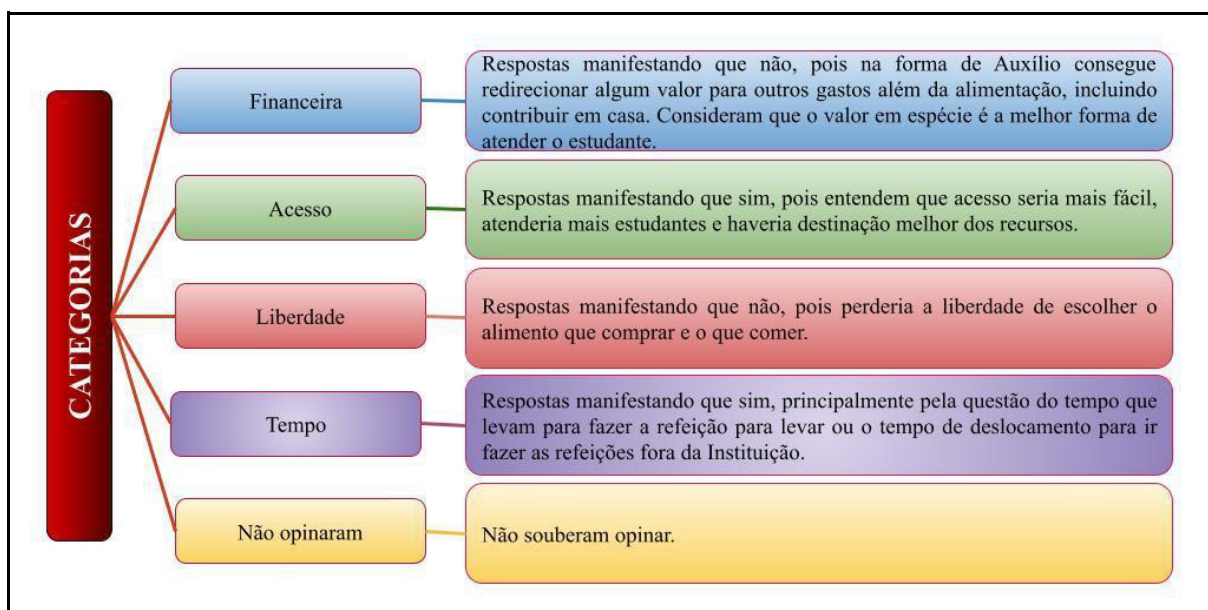 CATEGORIAS
Financeira
Respostas manifestando que não, pois na forma de Auxílio consegue
redirecionar algum valor para outros gastos além da alimentação, incluindo
contribuir em casa. Consideram que o valor em espécie é a melhor forma de
atender o estudante.
Acesso
Respostas manifestando que sim, pois entendem que acesso seria mais fácil,
atenderia mais estudantes e haveria destinação melhor dos recursos.
Liberdade
Respostas manifestando que não, pois perderia a liberdade de escolher o
alimento que comprar e o que comer.
Tempo
Respostas manifestando que sim, principalmente pela questão do tempo que
levam para fazer a refeição para levar ou o tempo de deslocamento para ir
fazer as refeições fora da Instituição.
Não opinaram
Não souberam opinar.